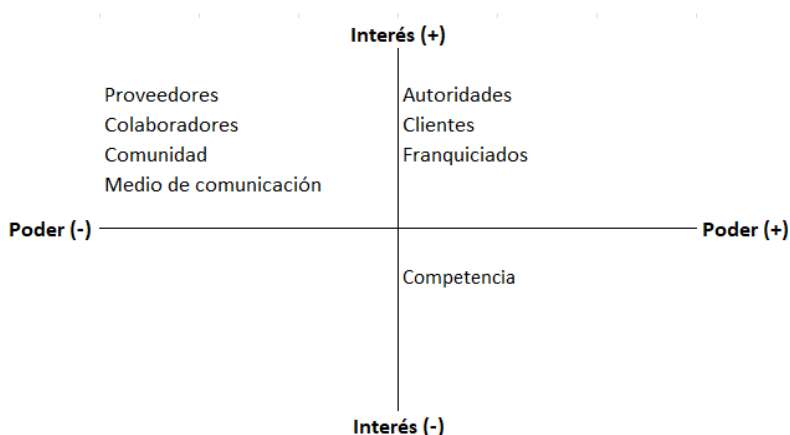 Interés (+)
Proveedores
Colaboradores
Comunidad
Medio de comunicación
Autoridades
Clientes
Franquiciados
Poder (-)
Poder (+)
Competencia
Interés (-)